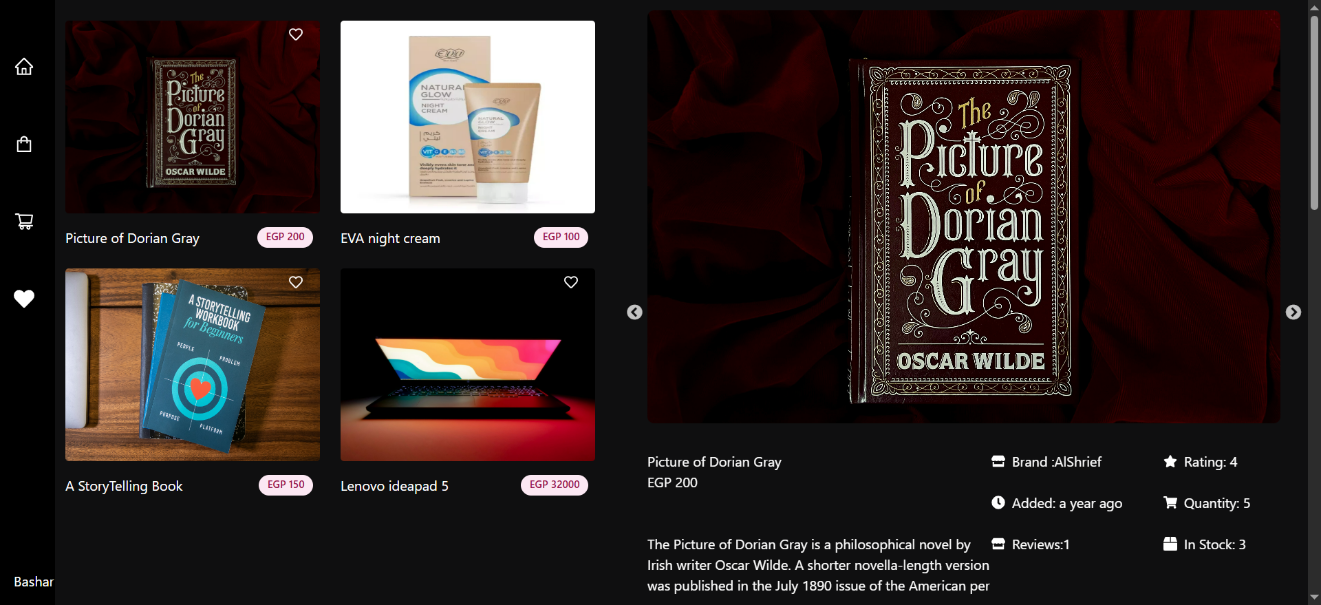 The
Picture
of
Dorian
Gray
OSCAR WILDE
Picture of Dorian Gray
EGP 200
EVA
NATURAL
GLOW
NIGHT
CREAM
EVA night cream
EGP 100
A STORYTELLING
WORKBOOK
for Beginners
PEOPLE
PROBLEM
PURPOSE
PLATFORM
A StoryTelling Book
EGP 150
Lenovo ideapad 5
EGP 32000
Bashar
The
Picture
of
Dorian
Gray
OSCAR WILDE
Picture of Dorian Gray
EGP 200
Brand :AlShrief
Rating: 4
Added: a year ago
Quantity: 5
Reviews:1
In Stock: 3
The Picture of Dorian Gray is a philosophical novel by
Irish writer Oscar Wilde. A shorter novella-length version
was published in the July 1890 issue of the American per